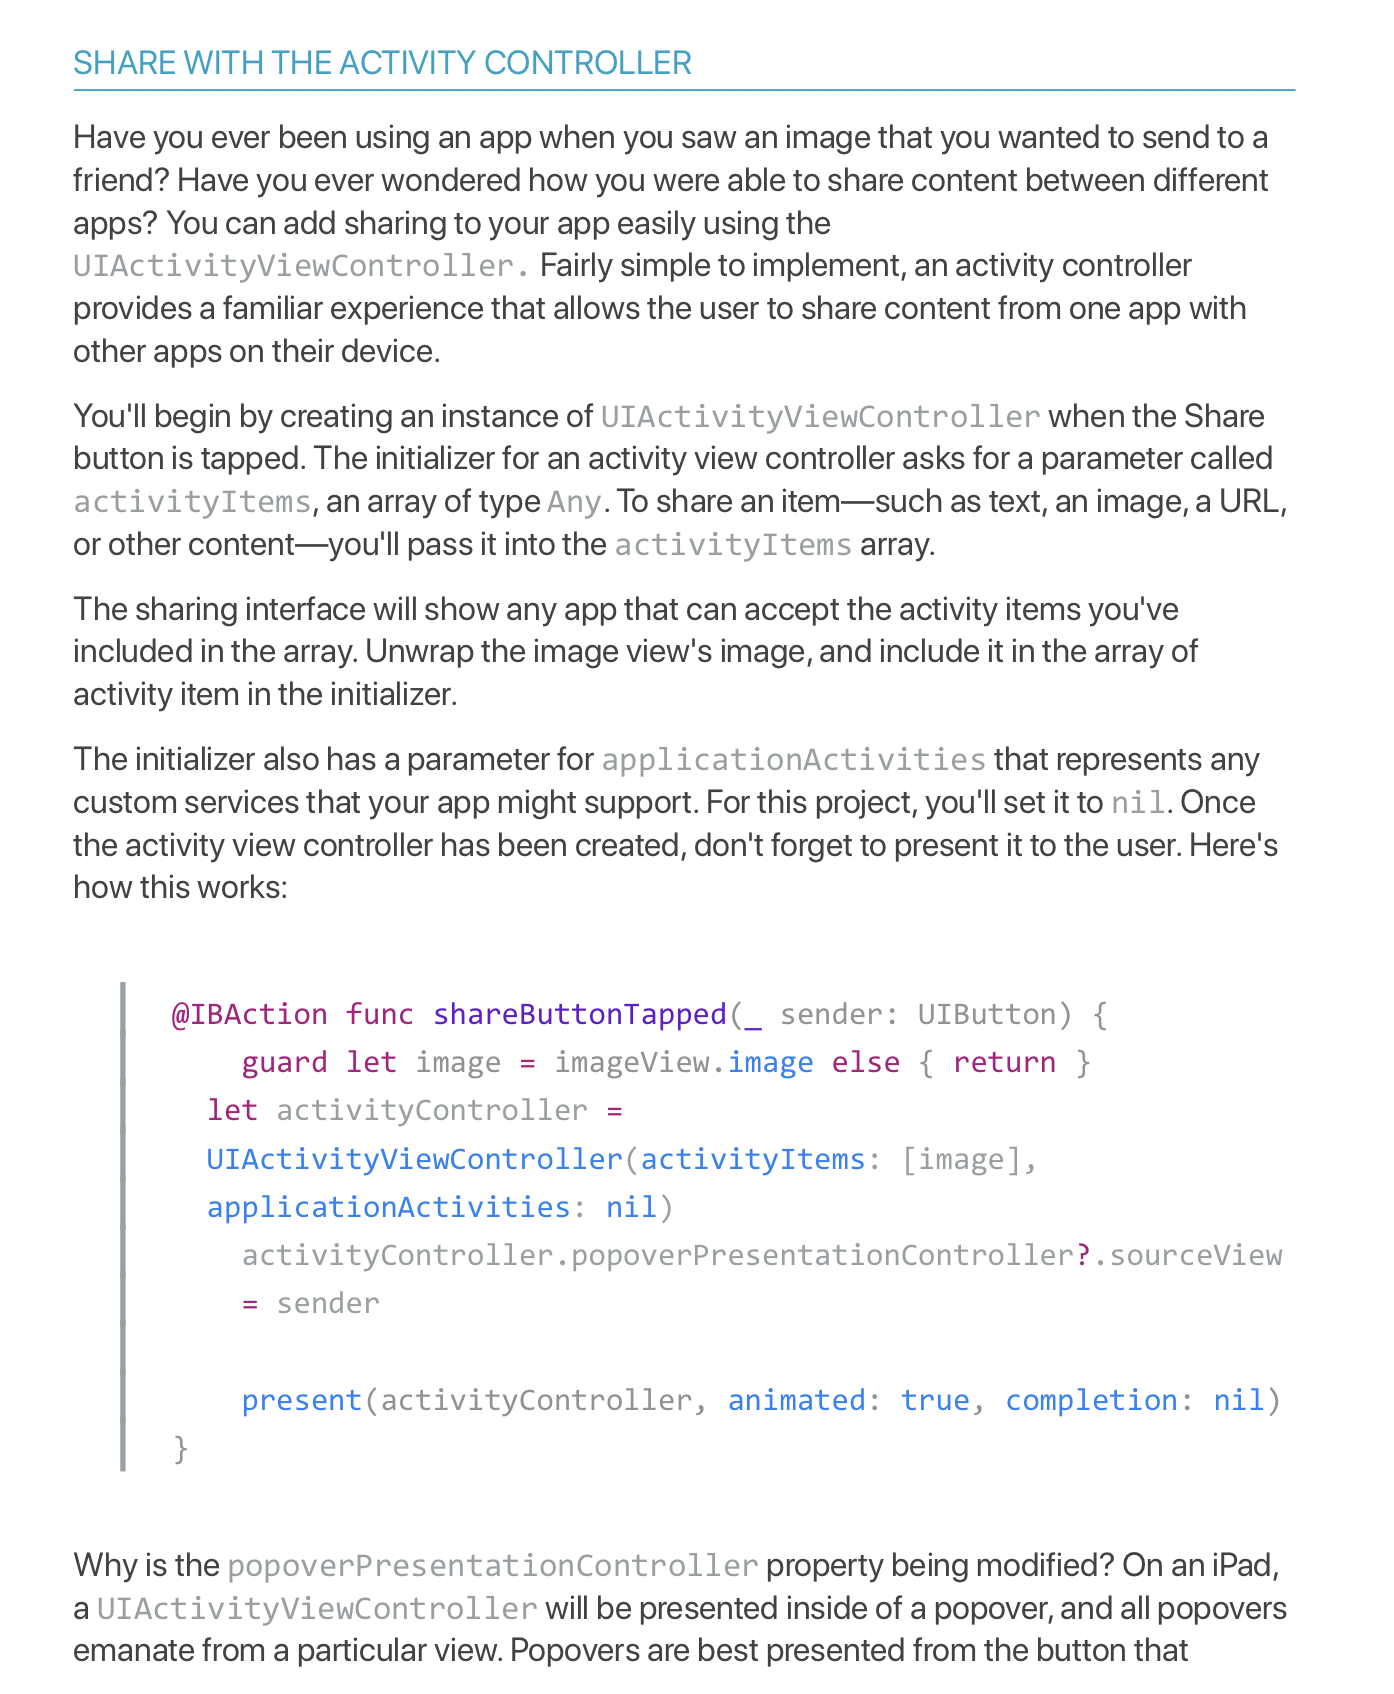 SHARE WITH THE ACTIVITY CONTROLLER
Have you ever been using an app when you saw an image that you wanted to send to a
friend? Have you ever wondered how you were able to share content between different
apps? You can add sharing to your app easily using the
UIActivityViewController. Fairly simple to implement, an activity controller
provides a familiar experience that allows the user to share content from one app with
other apps on their device.
You'll begin by creating an instance of UIActivityViewController when the Share
button is tapped. The initializer for an activity view controller asks for a parameter called
activityItems, an array of type Any. To share an item—such as text, an image, a URL,
or other content—you'll pass it into the activityItems array.
The sharing interface will show any app that can accept the activity items you've
included in the array. Unwrap the image view's image, and include it in the array of
activity item in the initializer.
The initializer also has a parameter for applicationActivities that represents any
custom services that your app might support. For this project, you'll set it to nil. Once
the activity view controller has been created, don't forget to present it to the user. Here's
how this works:
@IBAction func shareButtonTapped(_ sender: UIButton) {
    guard let image = imageView.image else { return }
  let activityController =
  UIActivityViewController(activityItems: [image],
  applicationActivities: nil)
    activityController.popoverPresentationController?.sourceView
    = sender
    present(activityController, animated: true, completion: nil)
}
Why is the popoverPresentationController property being modified? On an iPad,
a UIActivityViewController will be presented inside of a popover, and all popovers
emanate from a particular view. Popovers are best presented from the button that